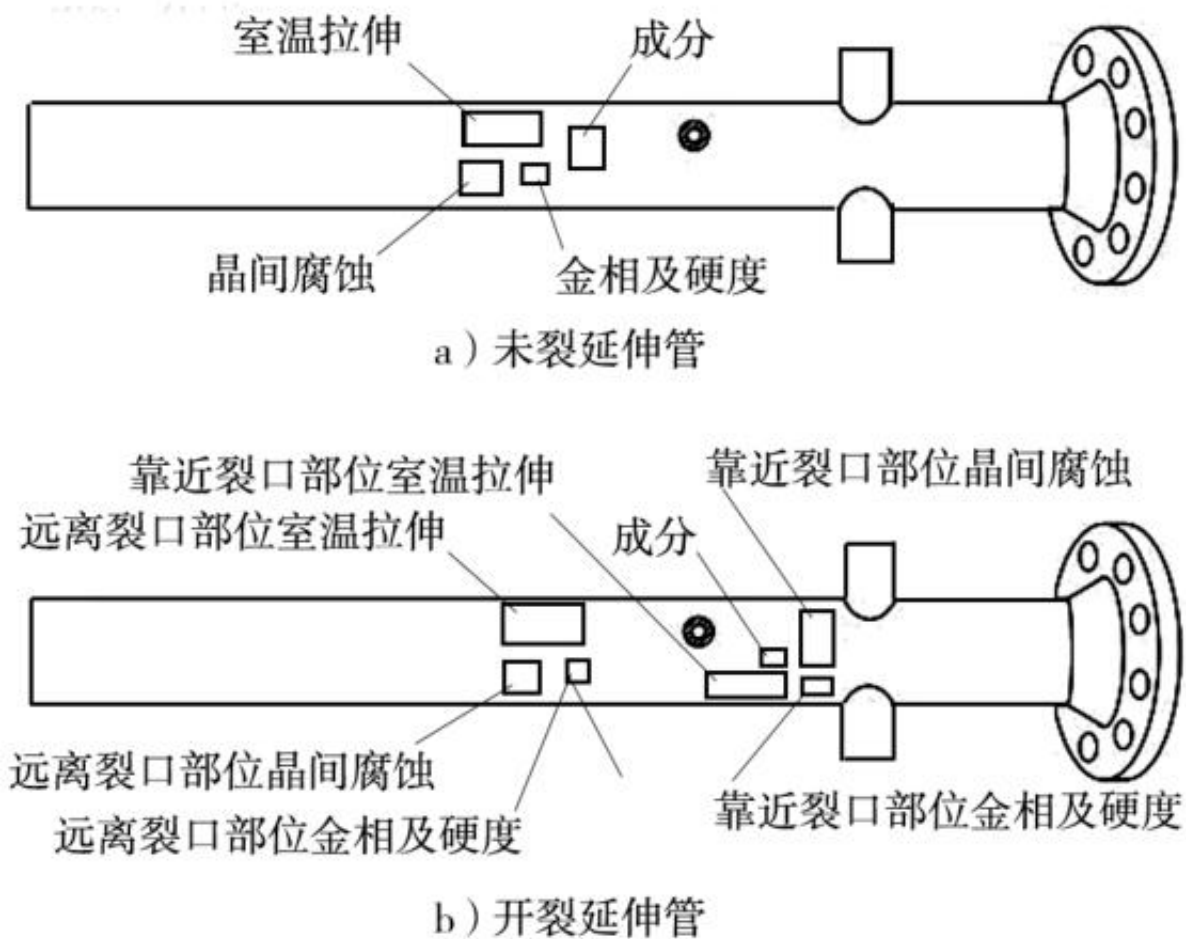 室温拉伸
成分
晶间腐蚀
金相及硬度
a）未裂延伸管
靠近裂口部位室温拉伸
靠近裂口部位晶间腐蚀
远离裂口部位室温拉伸
成分
远离裂口部位晶间腐蚀
靠近裂口部位金相及硬度
远离裂口部位金相及硬度
b）开裂延伸管